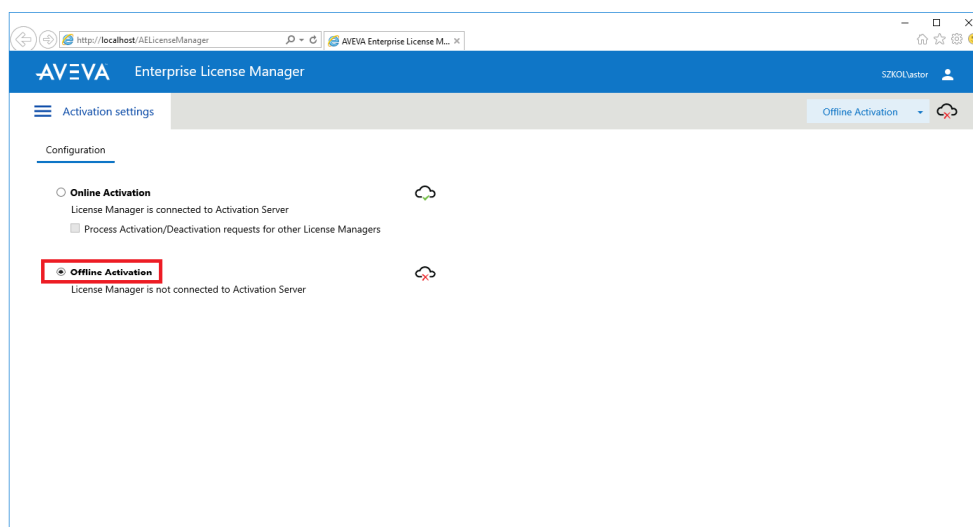 http://localhost/AELicenseManager
AVEVA Enterprise License M...
AVEVA Enterprise License Manager
SZKOL\astor
Activation settings
Offline Activation
Configuration
Online Activation
License Manager is connected to Activation Server
Process Activation/Deactivation requests for other License Managers
Offline Activation
License Manager is not connected to Activation Server